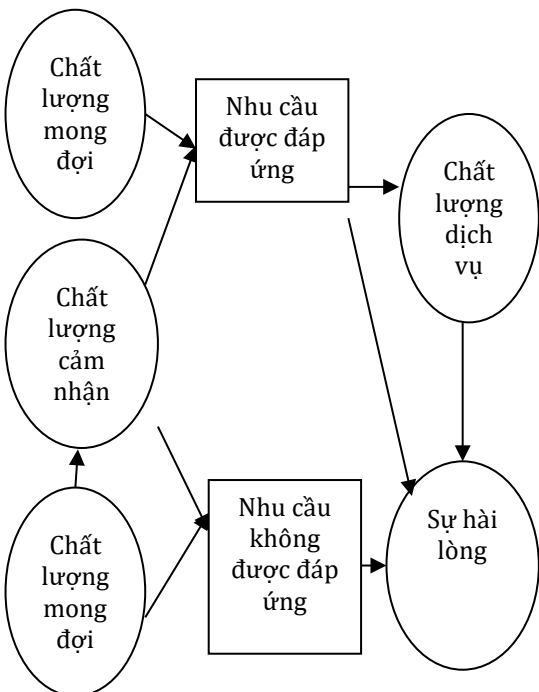 Chất
lượng
mong
đợi
Nhu cầu
được đáp
ứng
Chất
lượng
dịch
vụ
Chất
lượng
cảm
nhận
Chất
lượng
mong
đợi
Nhu cầu
không
được đáp
ứng
Sự hài
lòng